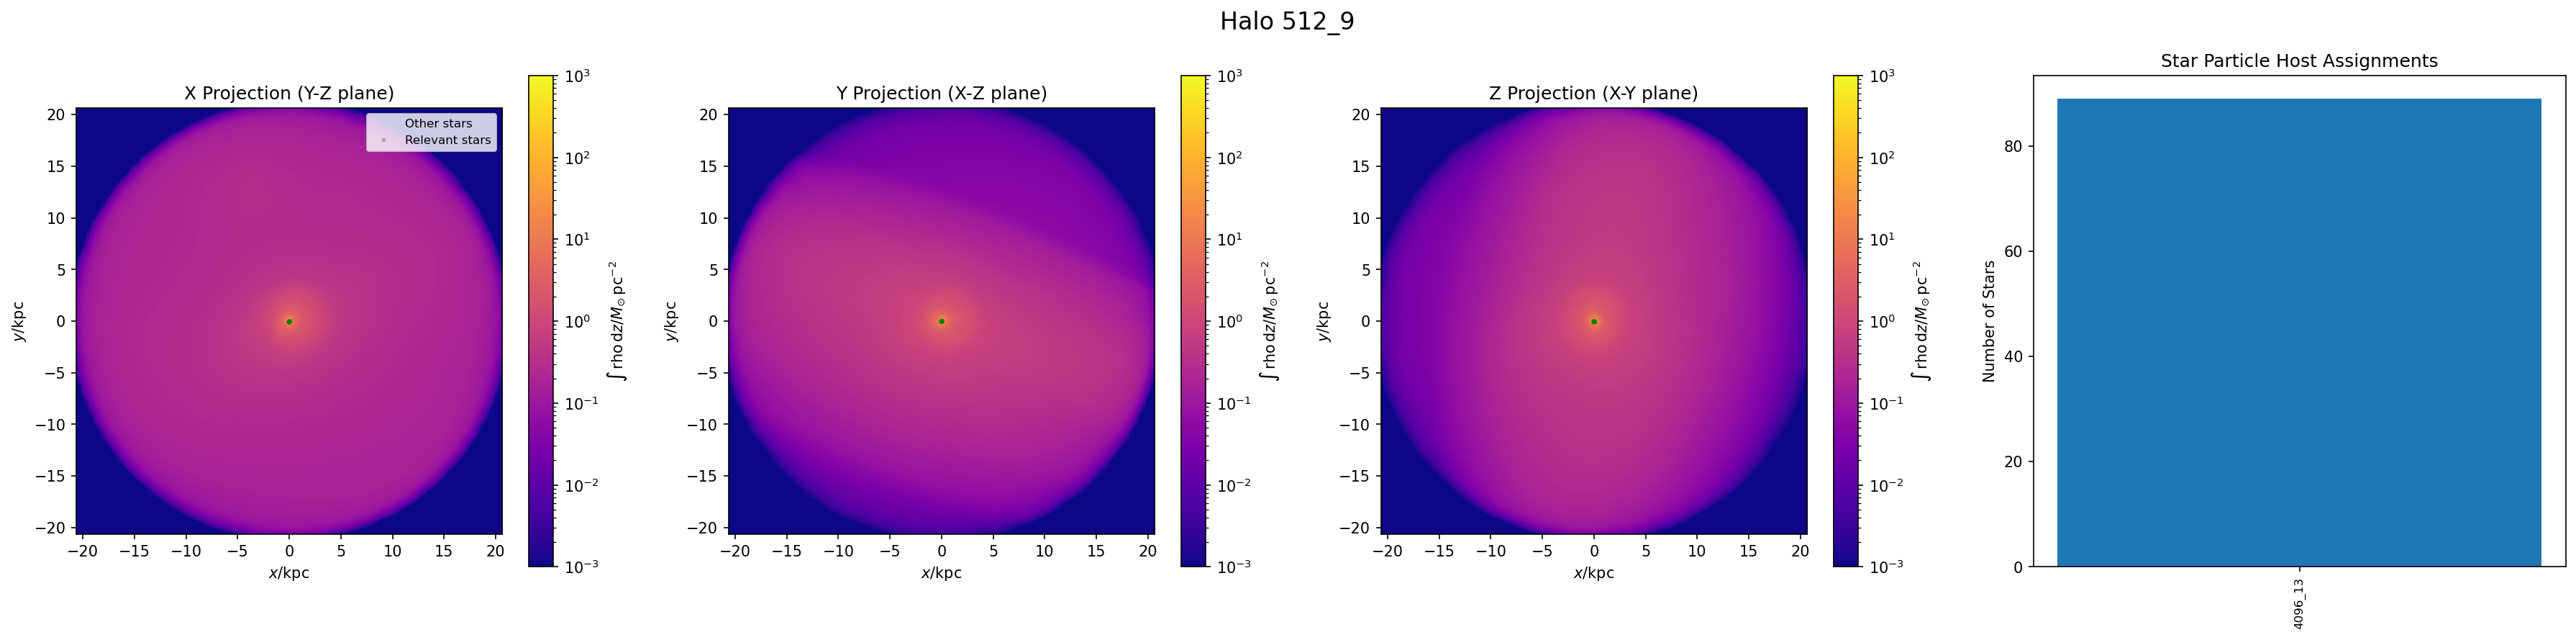 Halo 512_9
X Projection (Y-Z plane)
Other stars
Relevant stars
20
15
10
5
0
−5
−10
−15
−20
y/kpc
−20 −15 −10 −5 0 5 10 15 20
x/kpc
10³
10²
10¹
10⁰
10⁻¹
10⁻²
10⁻³
∫ rho dz/M⊙ pc⁻²
Y Projection (X-Z plane)
20
15
10
5
0
−5
−10
−15
−20
y/kpc
−20 −15 −10 −5 0 5 10 15 20
x/kpc
10³
10²
10¹
10⁰
10⁻¹
10⁻²
10⁻³
∫ rho dz/M⊙ pc⁻²
Z Projection (X-Y plane)
20
15
10
5
0
−5
−10
−15
−20
y/kpc
−20 −15 −10 −5 0 5 10 15 20
x/kpc
10³
10²
10¹
10⁰
10⁻¹
10⁻²
10⁻³
∫ rho dz/M⊙ pc⁻²
Star Particle Host Assignments
80
60
40
20
0
Number of Stars
4096_13